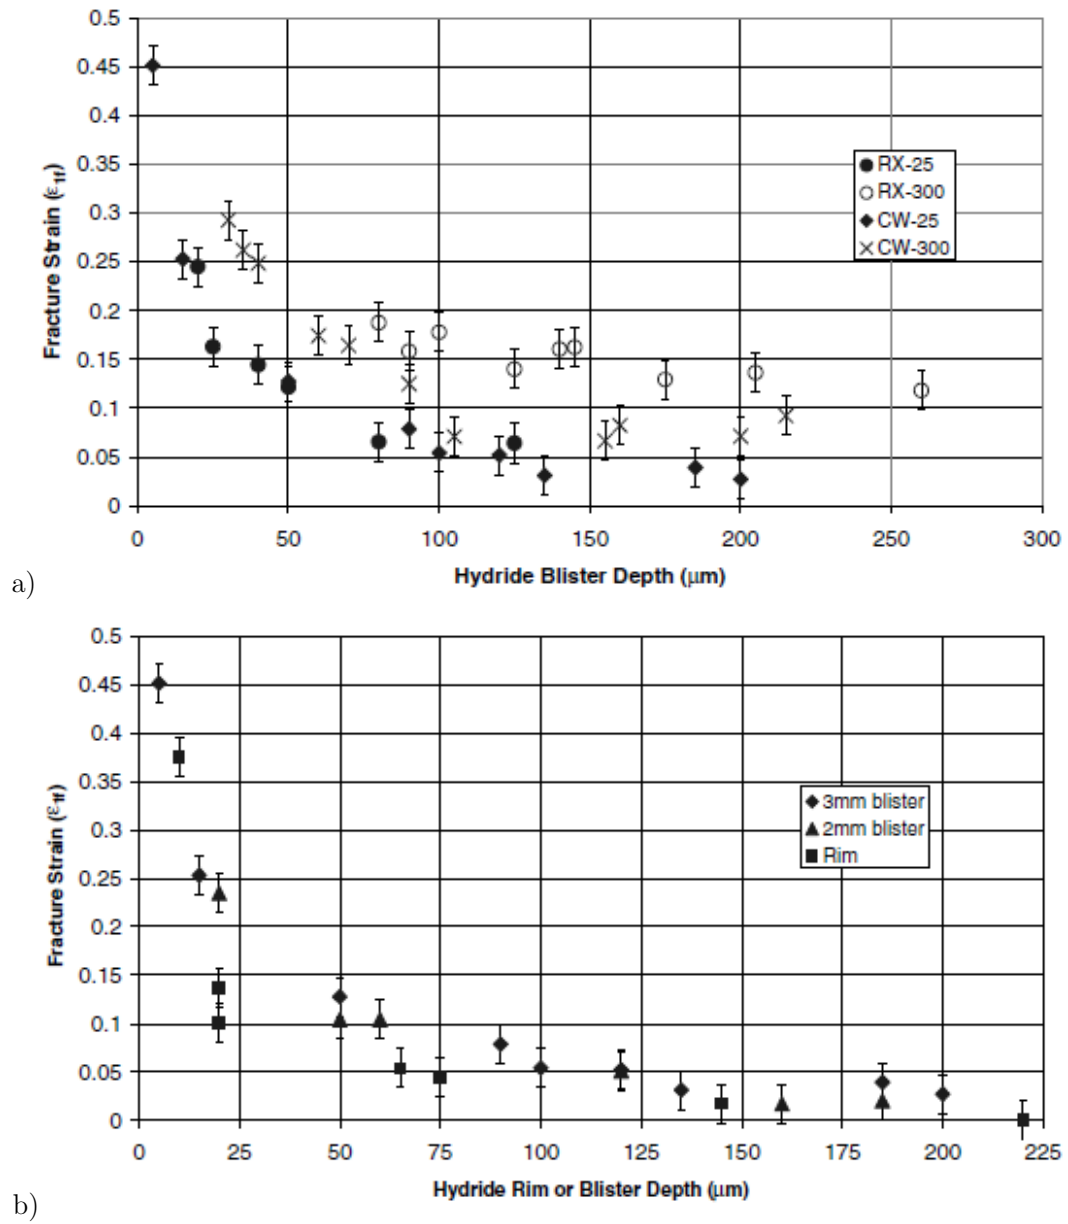 0.5
0.45
0.4
0.35
0.3
0.25
0.2
0.15
0.1
0.05
0
Fracture Strain (ε1f)
RX-25
RX-300
CW-25
CW-300
0 50 100 150 200 250 300
Hydride Blister Depth (μm)
a)
0.5
0.45
0.4
0.35
0.3
0.25
0.2
0.15
0.1
0.05
0
Fracture Strain (ε1f)
3mm blister
2mm blister
Rim
0 25 50 75 100 125 150 175 200 225
Hydride Rim or Blister Depth (μm)
b)